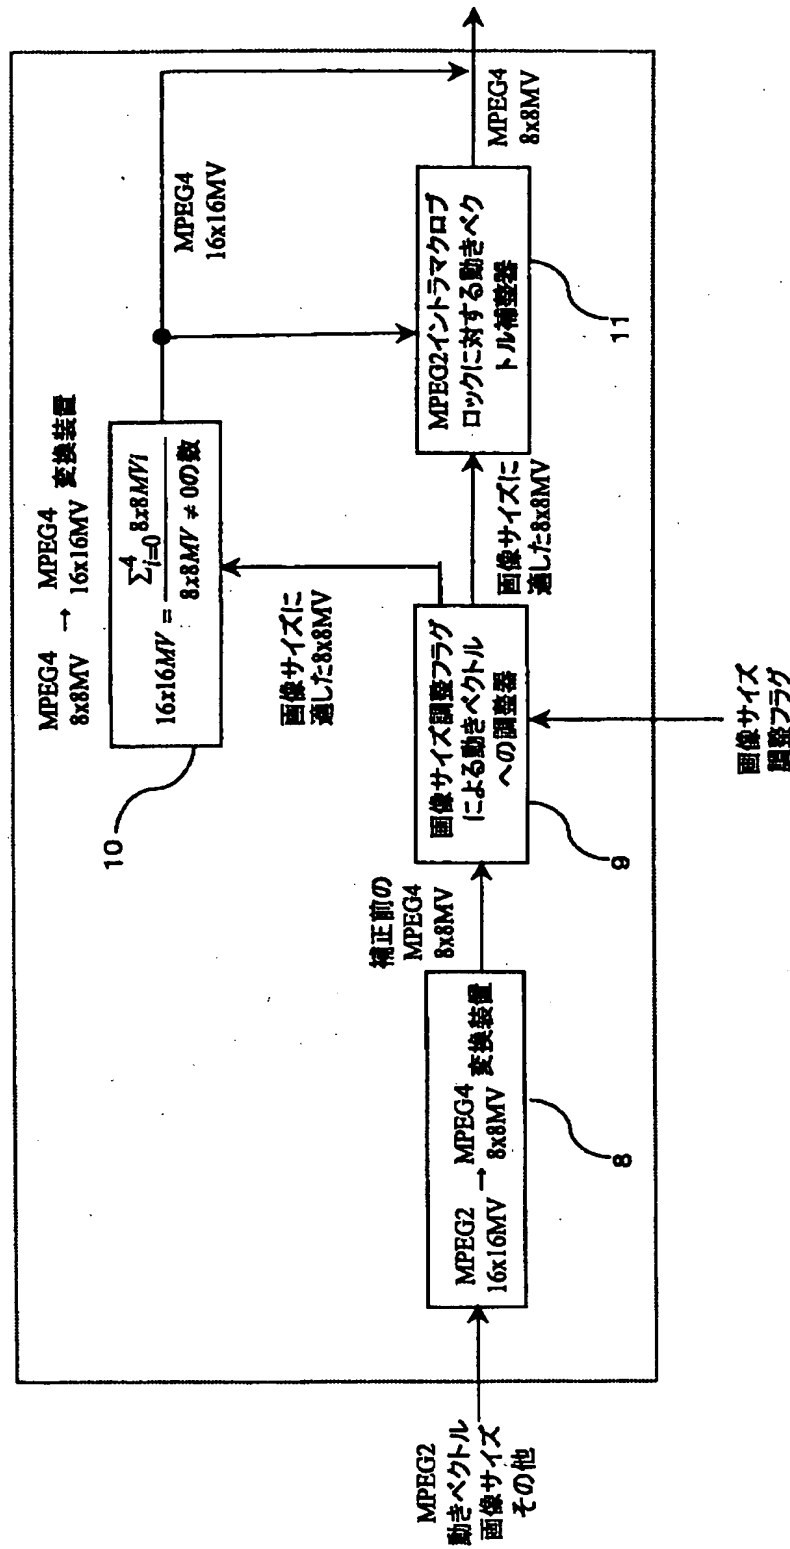 MPEG2
動きベクトル
画像サイズ
その他
MPEG2 → MPEG4 変換装置
16x16MV 8x8MV
8
補正前の
MPEG4
8x8MV
画像サイズ調整フラグ
による動きベクトル
への調整器
9
画像サイズ
調整フラグ
画像サイズに
適した8x8MV
MPEG4 → MPEG4 変換装置
8x8MV 16x16MV
16x16MV = Σ⁴ᵢ₌₀ 8x8MVi / 8x8MV ≠ 0の数
10
画像サイズに
適した8x8MV
MPEG2イントラマクロブ
ロックに対する動きベク
トル補整器
11
MPEG4
16x16MV
MPEG4
8x8MV